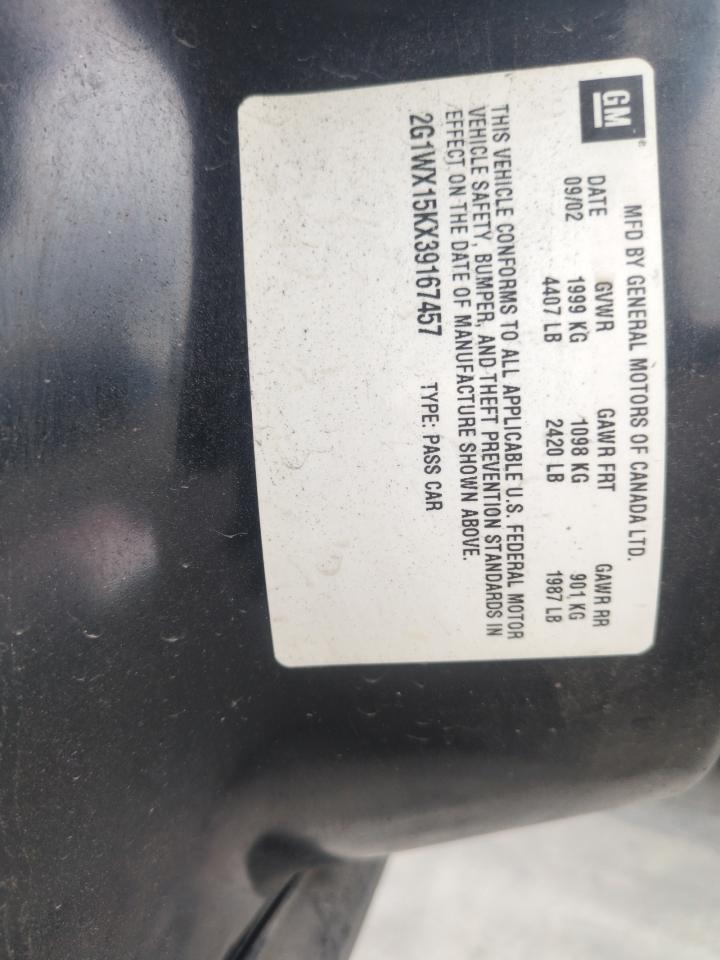 GM
MFD BY GENERAL MOTORS OF CANADA LTD.
DATE GVWR GAWR FRT GAWR RR
09/02 1999 KG 1098 KG 901 KG
4407 LB 2420 LB 1987 LB
THIS VEHICLE CONFORMS TO ALL APPLICABLE U.S. FEDERAL MOTOR
VEHICLE SAFETY, BUMPER, AND THEFT PREVENTION STANDARDS IN
EFFECT ON THE DATE OF MANUFACTURE SHOWN ABOVE.
2G1WX15KX39167457 TYPE: PASS CAR